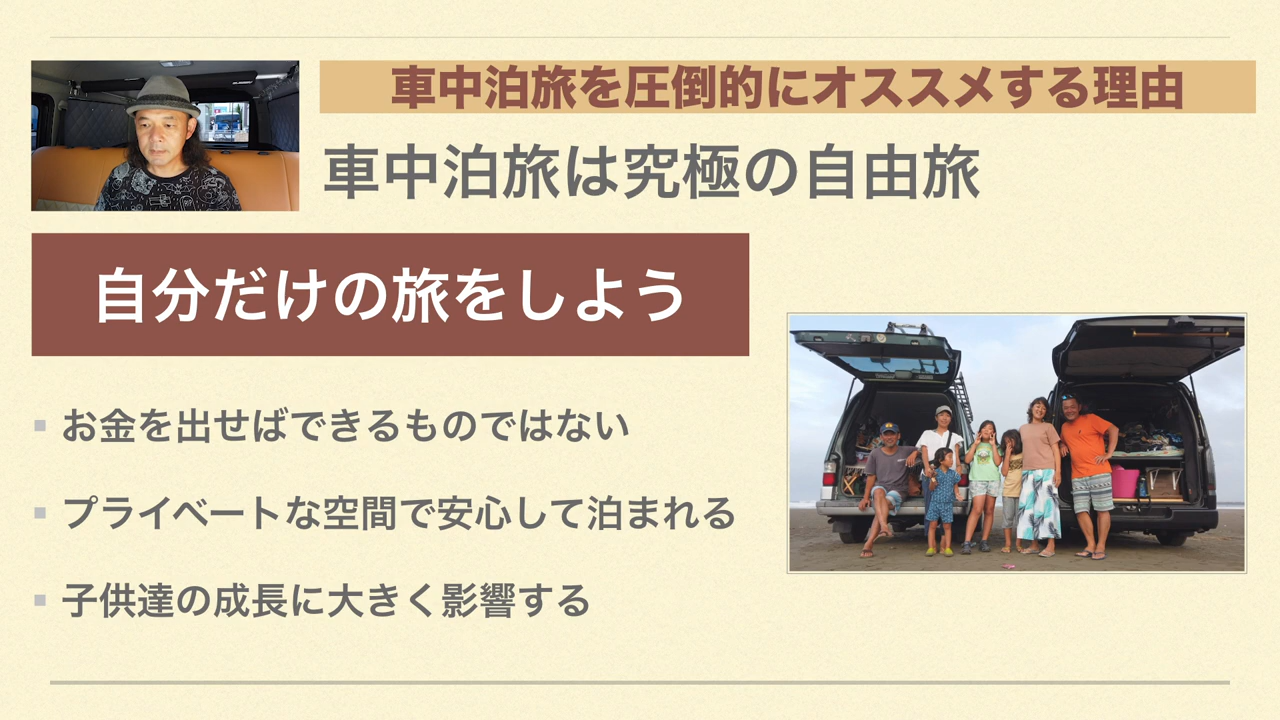 車中泊旅を圧倒的にオススメする理由
車中泊旅は究極の自由旅
自分だけの旅をしよう
お金を出せばできるものではない
プライベートな空間で安心して泊まれる
子供達の成長に大きく影響する